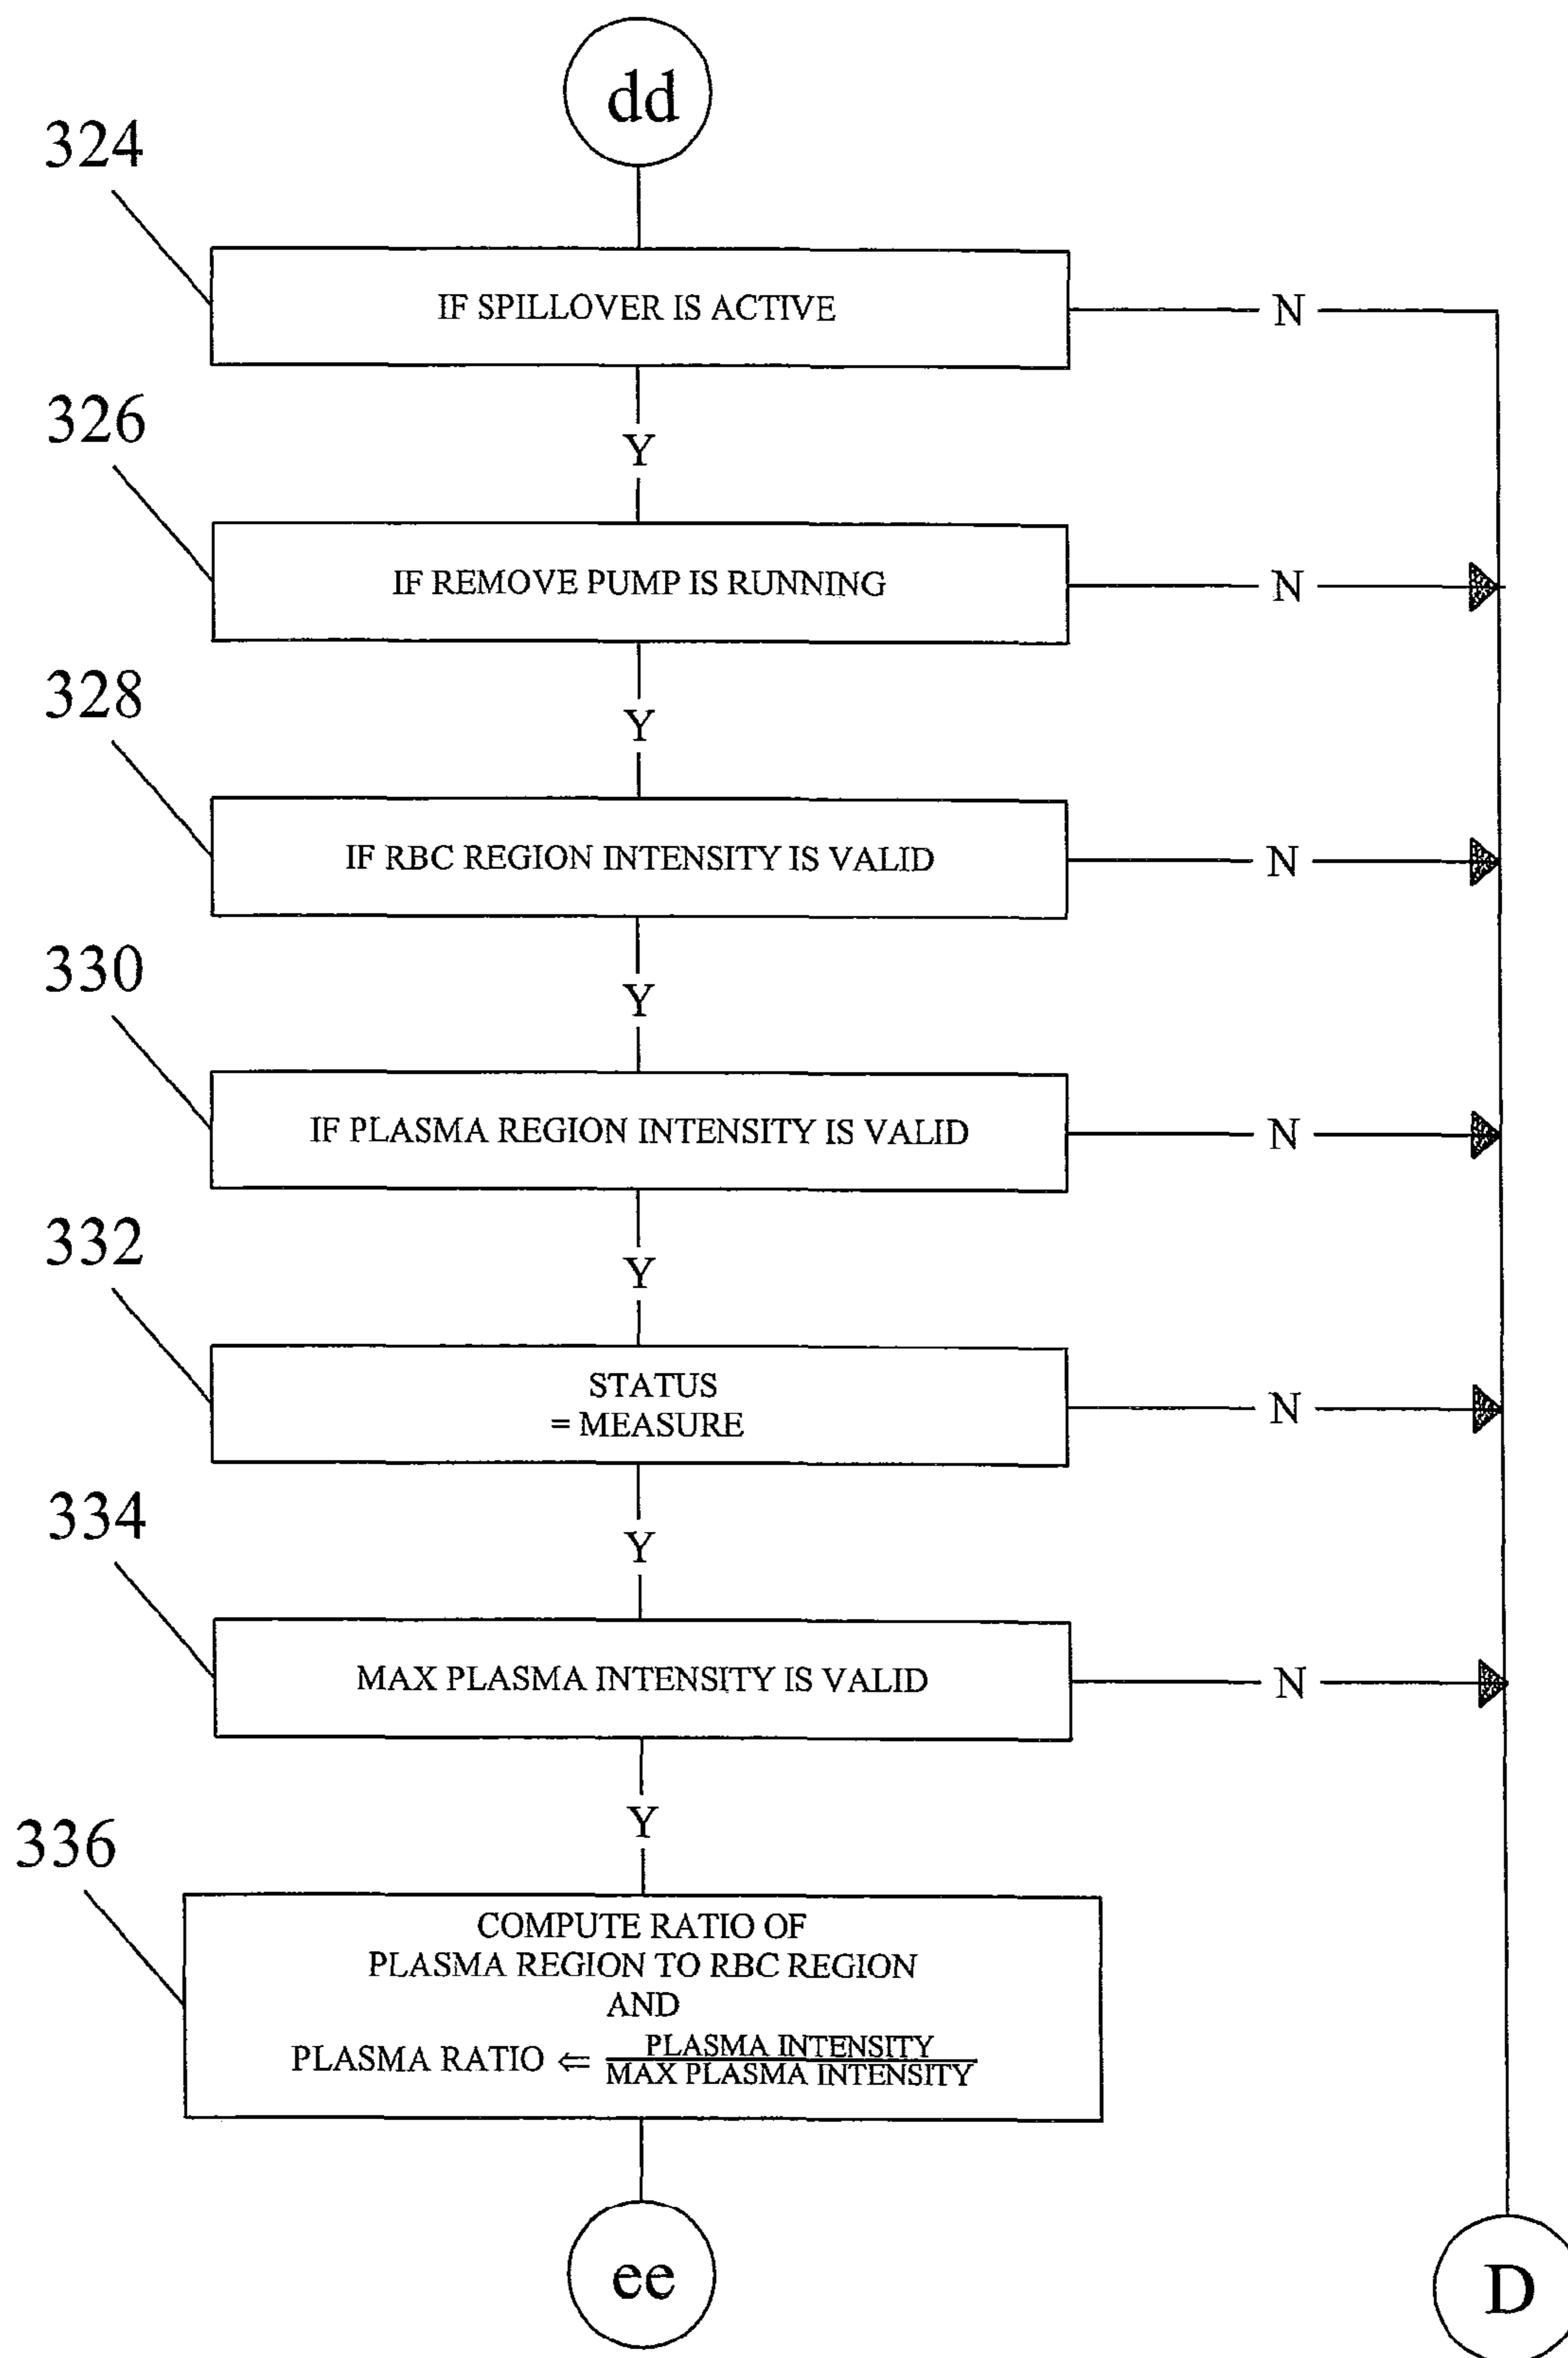 dd
324
IF SPILLOVER IS ACTIVE
N
Y
326
IF REMOVE PUMP IS RUNNING
N
Y
328
IF RBC REGION INTENSITY IS VALID
N
Y
330
IF PLASMA REGION INTENSITY IS VALID
N
Y
332
STATUS
= MEASURE
N
Y
334
MAX PLASMA INTENSITY IS VALID
N
Y
336
COMPUTE RATIO OF
PLASMA REGION TO RBC REGION
AND
PLASMA RATIO ⇐ PLASMA INTENSITY
MAX PLASMA INTENSITY
ee
D